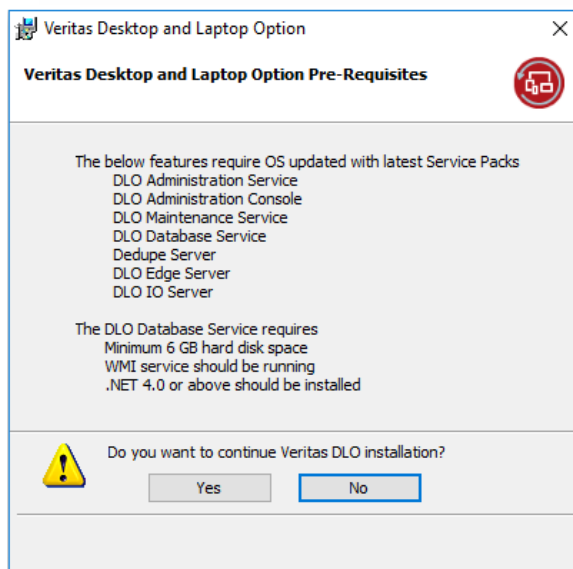 Veritas Desktop and Laptop Option
Veritas Desktop and Laptop Option Pre-Requisites
The below features require OS updated with latest Service Packs
DLO Administration Service
DLO Administration Console
DLO Maintenance Service
DLO Database Service
Dedupe Server
DLO Edge Server
DLO IO Server
The DLO Database Service requires
Minimum 6 GB hard disk space
WMI service should be running
.NET 4.0 or above should be installed
Do you want to continue Veritas DLO installation?
Yes No